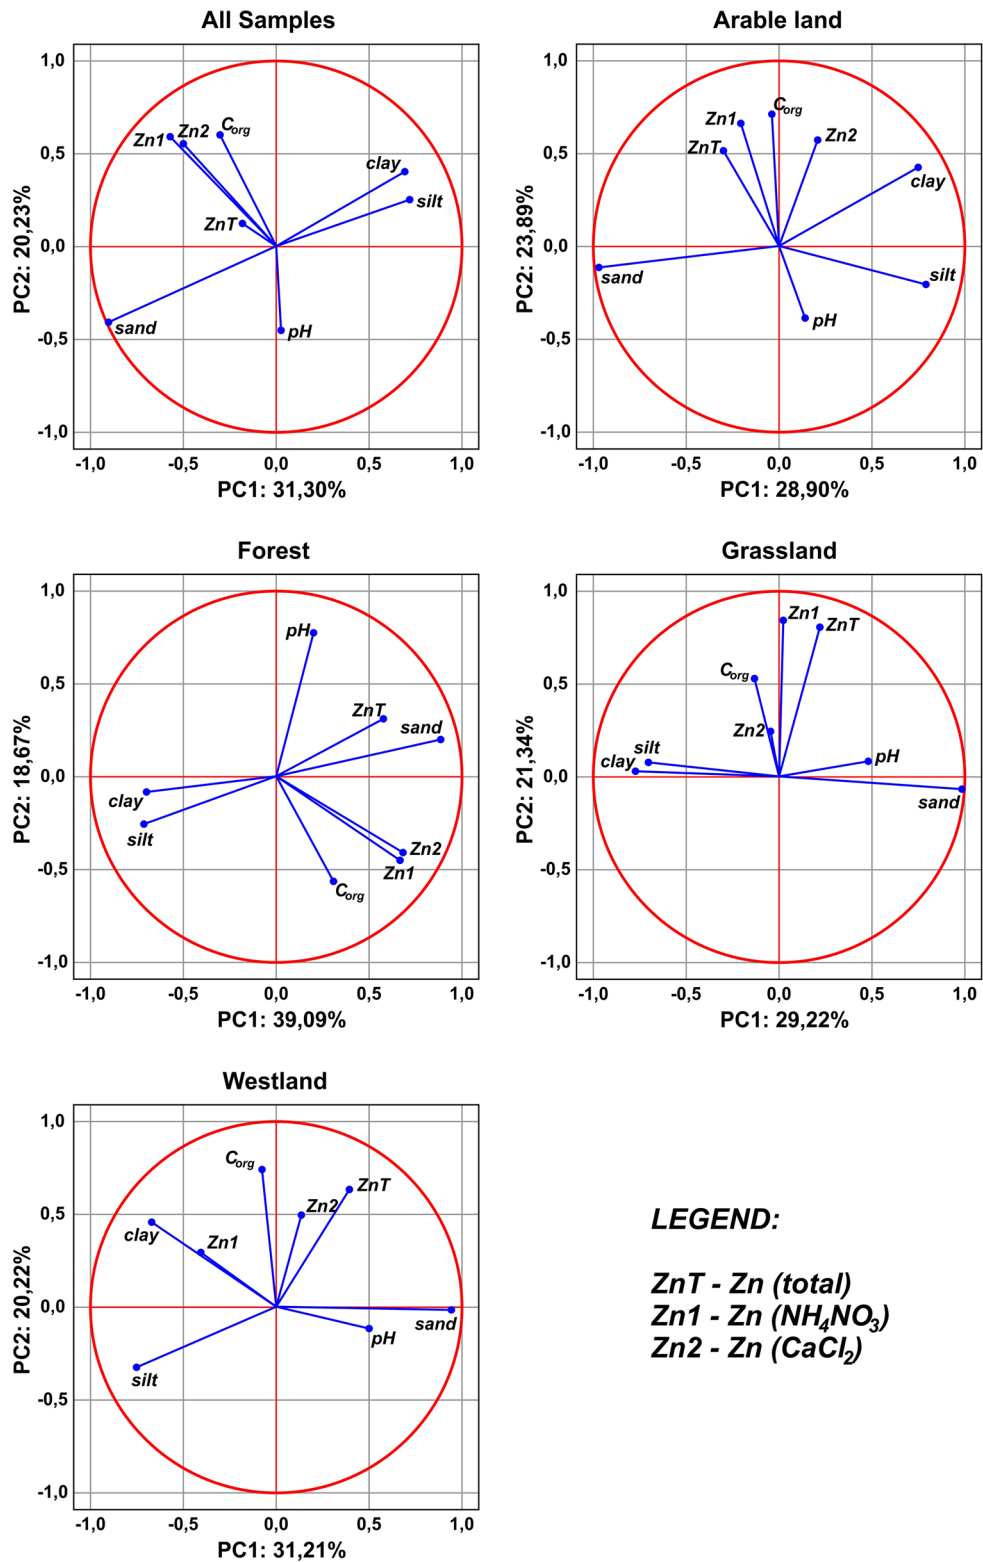 All Samples
1,0
0,5
0,0
-0,5
-1,0
PC2: 20,23%
Zn1
Zn2
Corg
clay
silt
ZnT
sand
pH
-1,0 -0,5 0,0 0,5 1,0
PC1: 31,30%
Arable land
1,0
0,5
0,0
-0,5
-1,0
PC2: 23,89%
Corg
Zn1
Zn2
ZnT
clay
sand
silt
pH
-1,0 -0,5 0,0 0,5 1,0
PC1: 28,90%
Forest
1,0
0,5
0,0
-0,5
-1,0
PC2: 18,67%
pH
ZnT
sand
clay
silt
Zn2
Zn1
Corg
-1,0 -0,5 0,0 0,5 1,0
PC1: 39,09%
Grassland
1,0
0,5
0,0
-0,5
-1,0
PC2: 21,34%
Zn1
ZnT
Corg
Zn2
silt
clay
pH
sand
-1,0 -0,5 0,0 0,5 1,0
PC1: 29,22%
Westland
1,0
0,5
0,0
-0,5
-1,0
PC2: 20,22%
Corg
ZnT
Zn2
clay
Zn1
sand
pH
silt
-1,0 -0,5 0,0 0,5 1,0
PC1: 31,21%
LEGEND:
ZnT - Zn (total)
Zn1 - Zn (NH4NO3)
Zn2 - Zn (CaCl2)